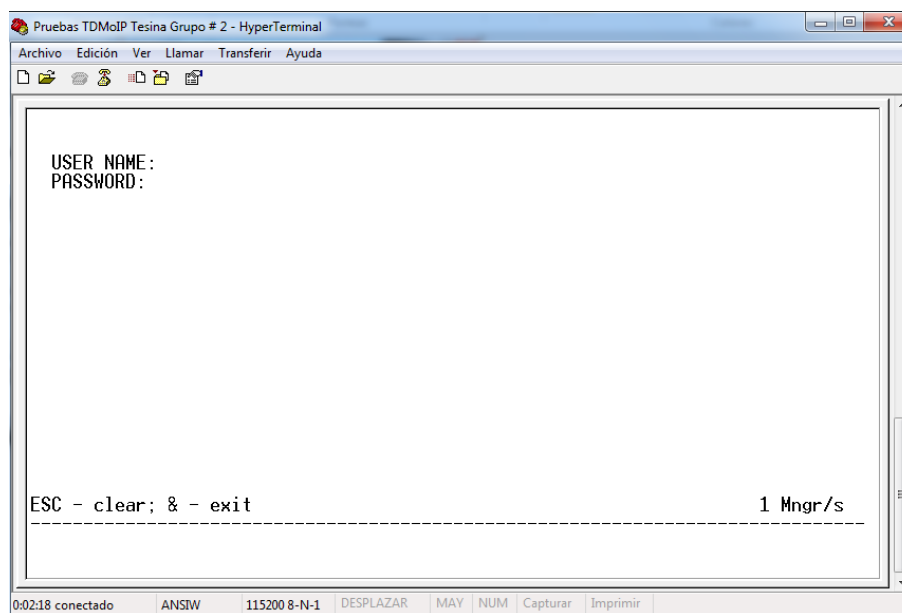 Pruebas TDMoIP Tesina Grupo # 2 - HyperTerminal
Archivo Edición Ver Llamar Transferir Ayuda
USER NAME:
PASSWORD:
ESC - clear; & - exit 1 Mngr/s
0:02:18 conectado ANSIW 115200 8-N-1 DESPLAZAR MAY NUM Capturar Imprimir